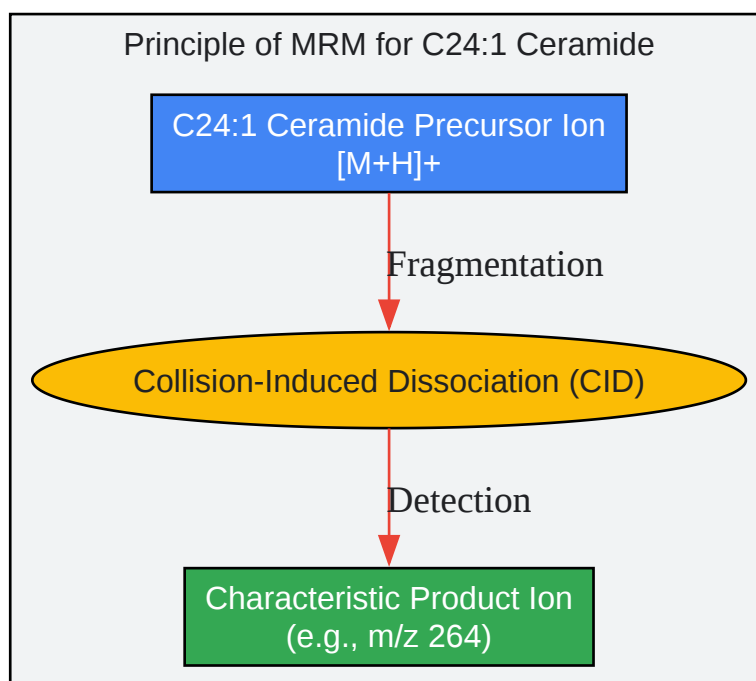 Principle of MRM for C24:1 Ceramide
C24:1 Ceramide Precursor Ion
[M+H]+
Fragmentation
Collision-Induced Dissociation (CID)
Detection
Characteristic Product Ion
(e.g., m/z 264)